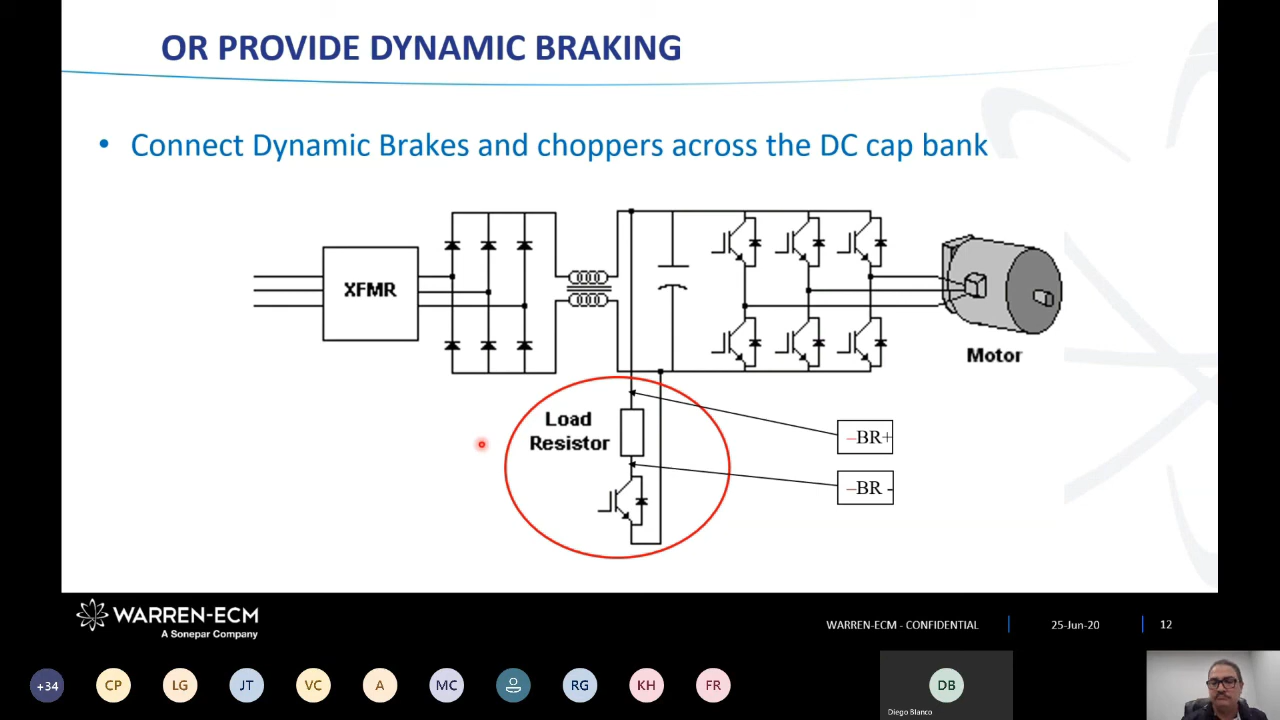 OR PROVIDE DYNAMIC BRAKING
• Connect Dynamic Brakes and choppers across the DC cap bank
XFMR
Motor
Load
Resistor
–BR+
–BR -
WARREN-ECM
A Sonepar Company
WARREN-ECM - CONFIDENTIAL
25-Jun-20
12
+34
CP
LG
JT
VC
A
MC
RG
KH
FR
DB
Diego Blanco